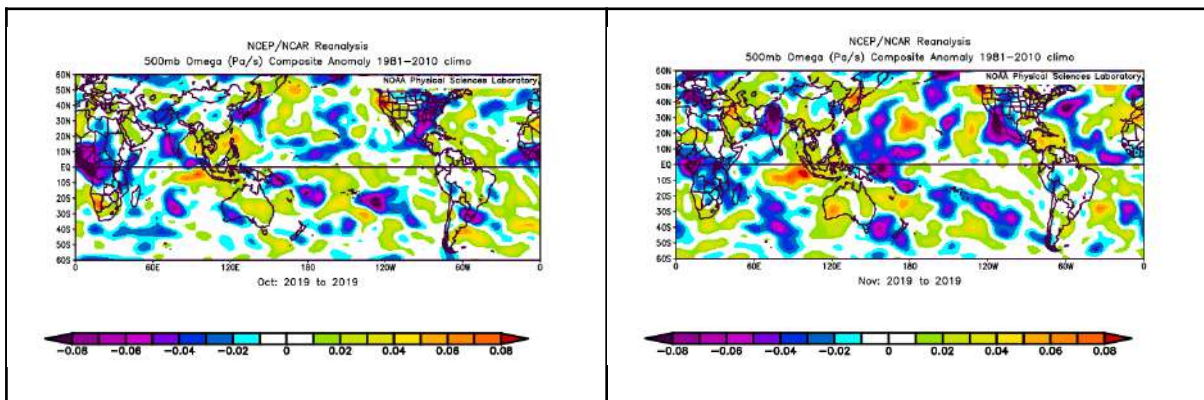 NCEP/NCAR Reanalysis
500mb Omega (Pa/s) Composite Anomaly 1981−2010 climo
NOAA Physical Sciences Laboratory
60N
50N
40N
30N
20N
10N
EQ
10S
20S
30S
40S
50S
60S
0 60E 120E 180 120W 60W 0
Oct: 2019 to 2019
−0.08 −0.06 −0.04 −0.02 0 0.02 0.04 0.06 0.08
NCEP/NCAR Reanalysis
500mb Omega (Pa/s) Composite Anomaly 1981−2010 climo
NOAA Physical Sciences Laboratory
60N
50N
40N
30N
20N
10N
EQ
10S
20S
30S
40S
50S
60S
0 60E 120E 180 120W 60W 0
Nov: 2019 to 2019
−0.08 −0.06 −0.04 −0.02 0 0.02 0.04 0.06 0.08